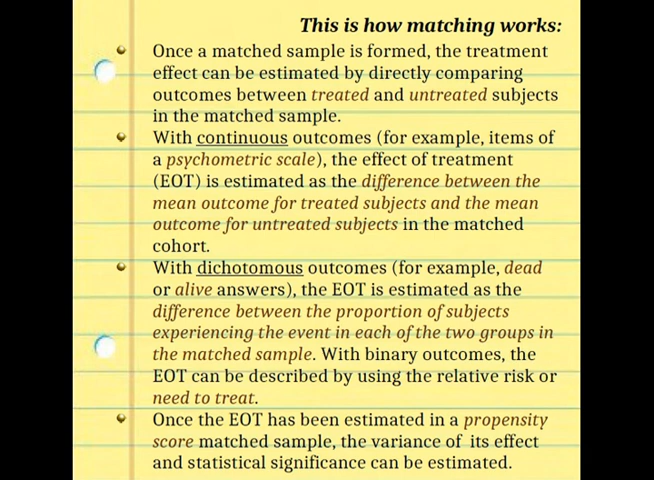 This is how matching works:
Once a matched sample is formed, the treatment
effect can be estimated by directly comparing
outcomes between treated and untreated subjects
in the matched sample.
With continuous outcomes (for example, items of
a psychometric scale), the effect of treatment
(EOT) is estimated as the difference between the
mean outcome for treated subjects and the mean
outcome for untreated subjects in the matched
cohort.
With dichotomous outcomes (for example, dead
or alive answers), the EOT is estimated as the
difference between the proportion of subjects
experiencing the event in each of the two groups in
the matched sample. With binary outcomes, the
EOT can be described by using the relative risk or
need to treat.
Once the EOT has been estimated in a propensity
score matched sample, the variance of its effect
and statistical significance can be estimated.